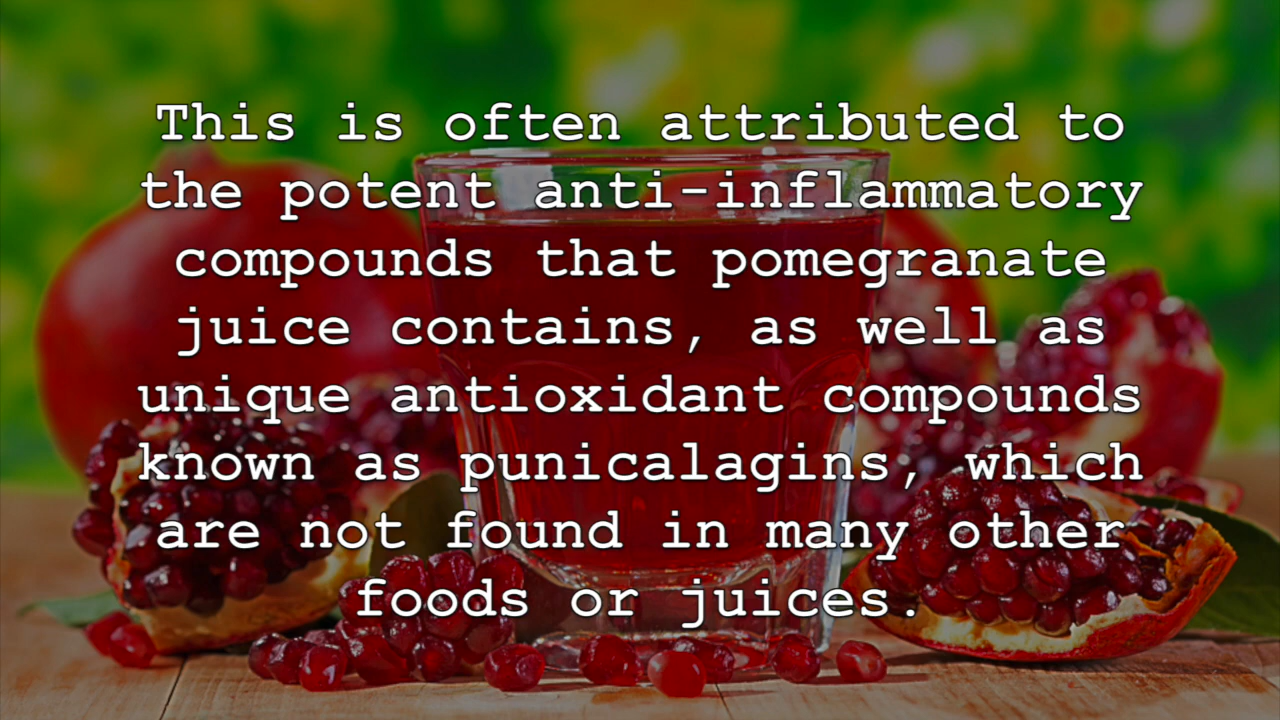 This is often attributed to
the potent anti-inflammatory
compounds that pomegranate
juice contains, as well as
unique antioxidant compounds
known as punicalagins, which
are not found in many other
foods or juices.